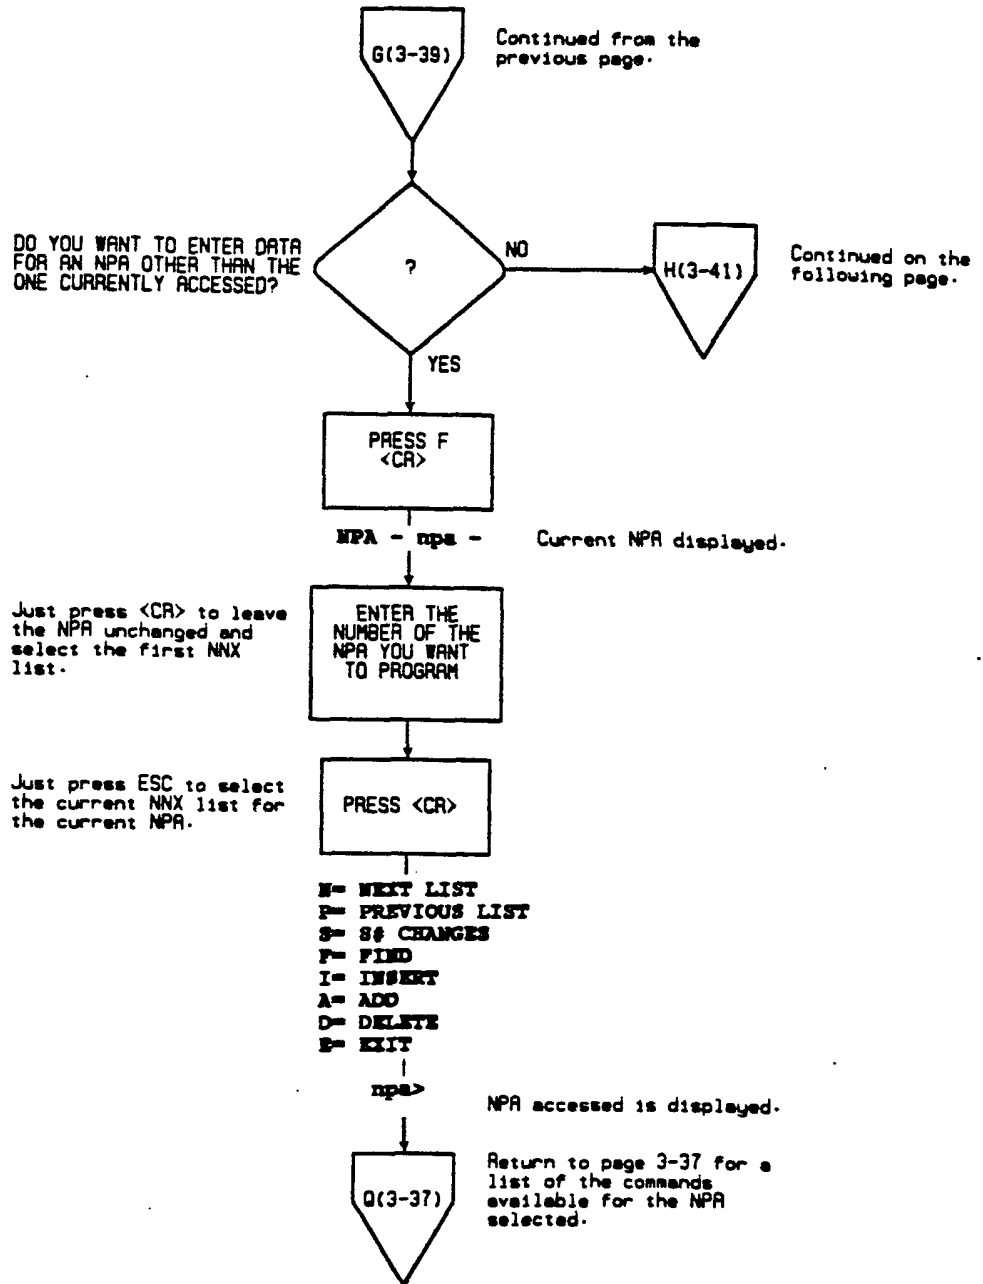 G(3-39)
Continued from the
previous page.
DO YOU WANT TO ENTER DATA
FOR AN NPA OTHER THAN THE
ONE CURRENTLY ACCESSED?
?
NO
H(3-41)
Continued on the
following page.
YES
PRESS F
<CR>
NPA - npa -
Current NPA displayed.
Just press <CR> to leave
the NPA unchanged and
select the first NNX
list.
ENTER THE
NUMBER OF THE
NPA YOU WANT
TO PROGRAM
Just press ESC to select
the current NNX list for
the current NPA.
PRESS <CR>
N= NEXT LIST
P= PREVIOUS LIST
S= S# CHANGES
F= FIND
I= INSERT
A= ADD
D= DELETE
E= EXIT
npa>
NPA accessed is displayed.
Q(3-37)
Return to page 3-37 for a
list of the commands
available for the NPA
selected.